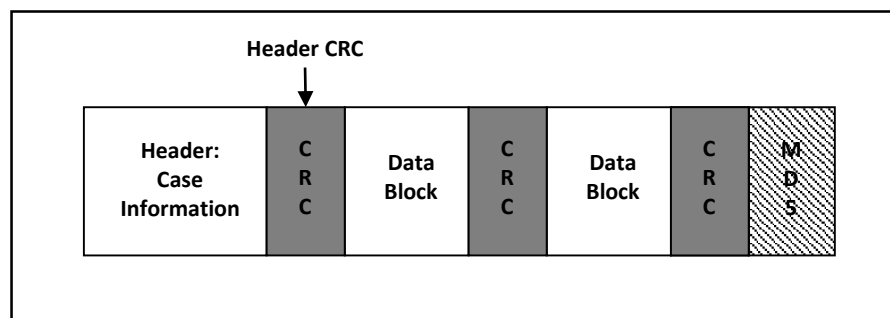 Header CRC
Header:
Case
Information
C
R
C
Data
Block
C
R
C
Data
Block
C
R
C
M
D
5